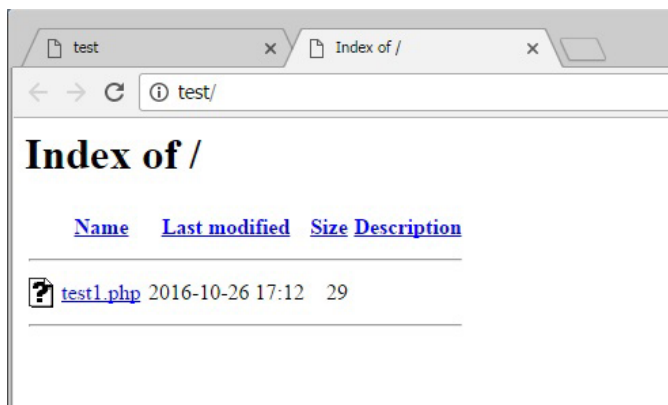 test
Index of /
test/
Index of /
Name Last modified Size Description
test1.php 2016-10-26 17:12 29